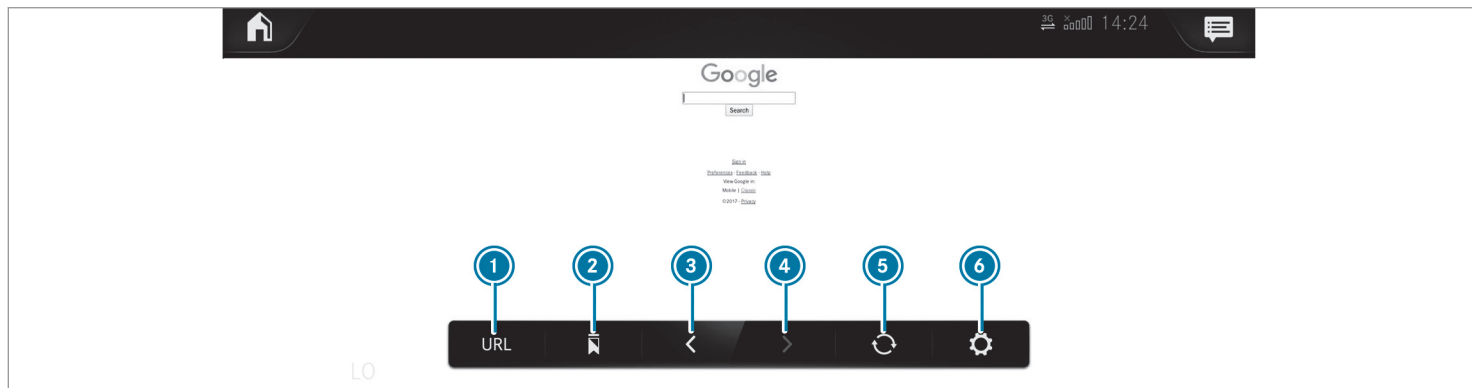 3G 14:24
Google
Search
Sign in
Preferences - Feedback - Help
View Google in:
Mobile | Classic
©2017 - Privacy
1 2 3 4 5 6
URL
LO